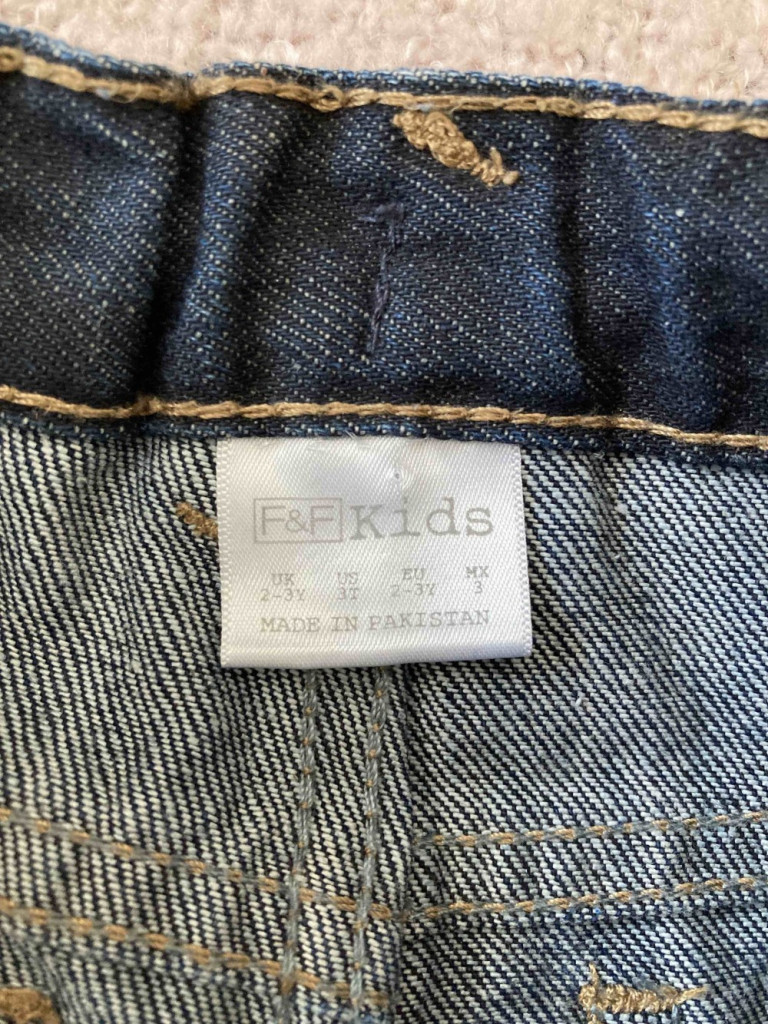 F&F Kids
UK US EU MX
2-3Y 3T 2-3Y 3
MADE IN PAKISTAN